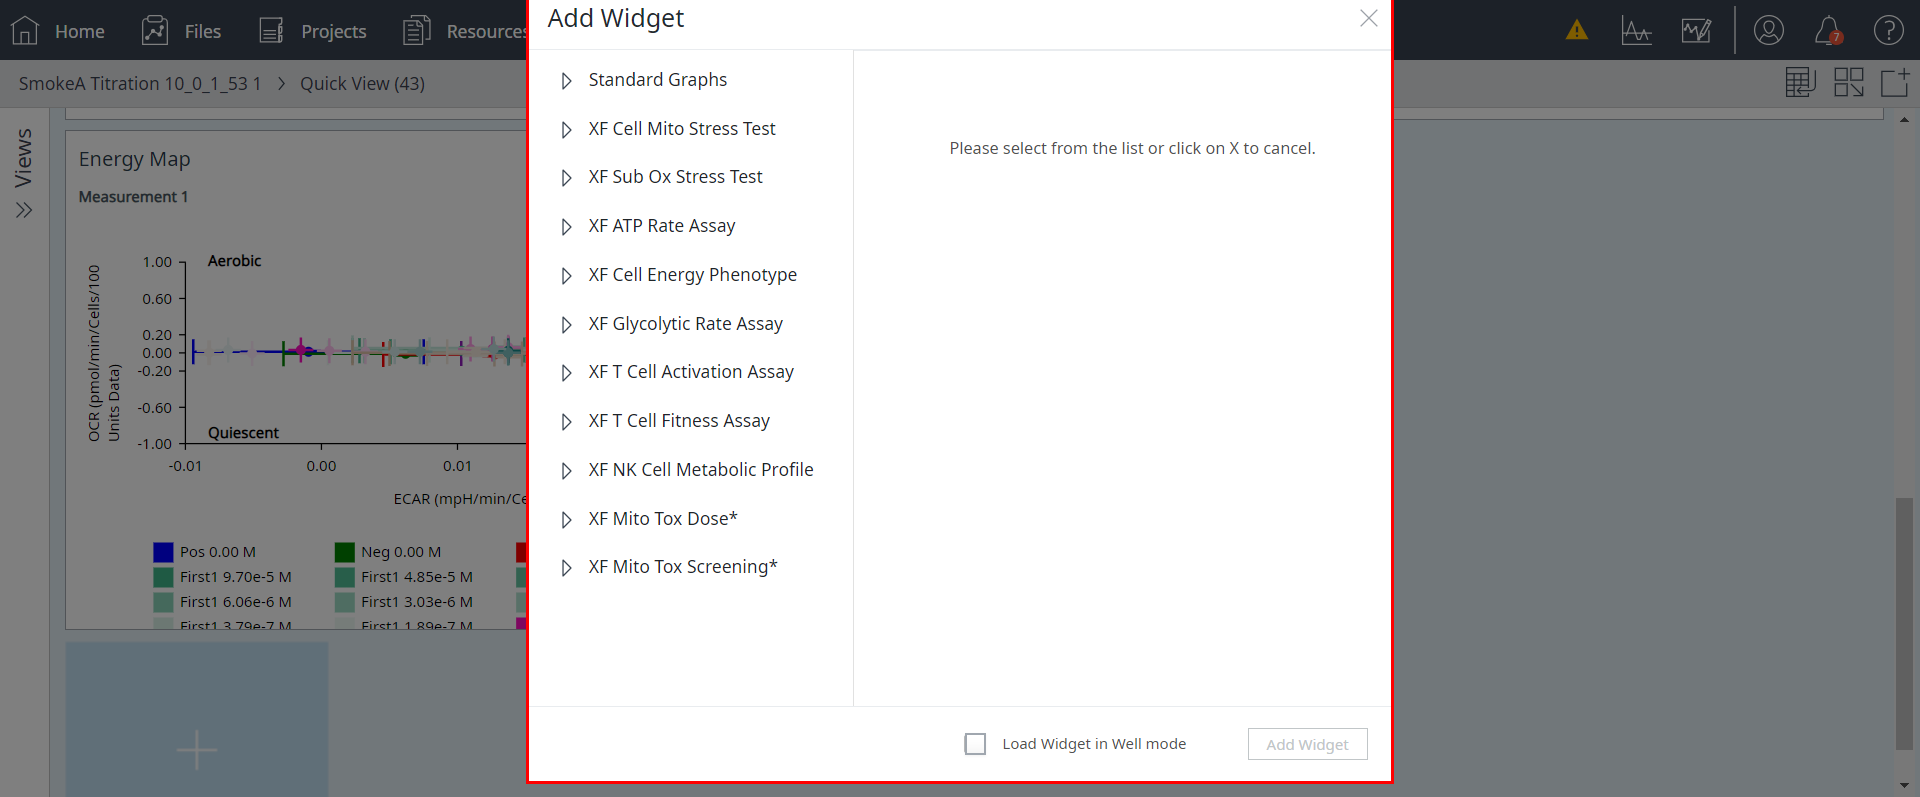 Home
Files
Projects
Resources
7
SmokeA Titration 10_0_1_53 1
Quick View (43)
Views
Energy Map
Measurement 1
OCR (pmol/min/Cells/100
Units Data)
1.00
0.60
0.20
0.00
-0.20
-0.60
-1.00
Aerobic
Quiescent
-0.01
0.00
0.01
ECAR (mpH/min/Ce
Pos 0.00 M
Neg 0.00 M
First1 9.70e-5 M
First1 4.85e-5 M
First1 6.06e-6 M
First1 3.03e-6 M
First1 3.79e-7 M
First1 1.89e-7 M
Add Widget
Standard Graphs
XF Cell Mito Stress Test
XF Sub Ox Stress Test
XF ATP Rate Assay
XF Cell Energy Phenotype
XF Glycolytic Rate Assay
XF T Cell Activation Assay
XF T Cell Fitness Assay
XF NK Cell Metabolic Profile
XF Mito Tox Dose*
XF Mito Tox Screening*
Please select from the list or click on X to cancel.
Load Widget in Well mode
Add Widget